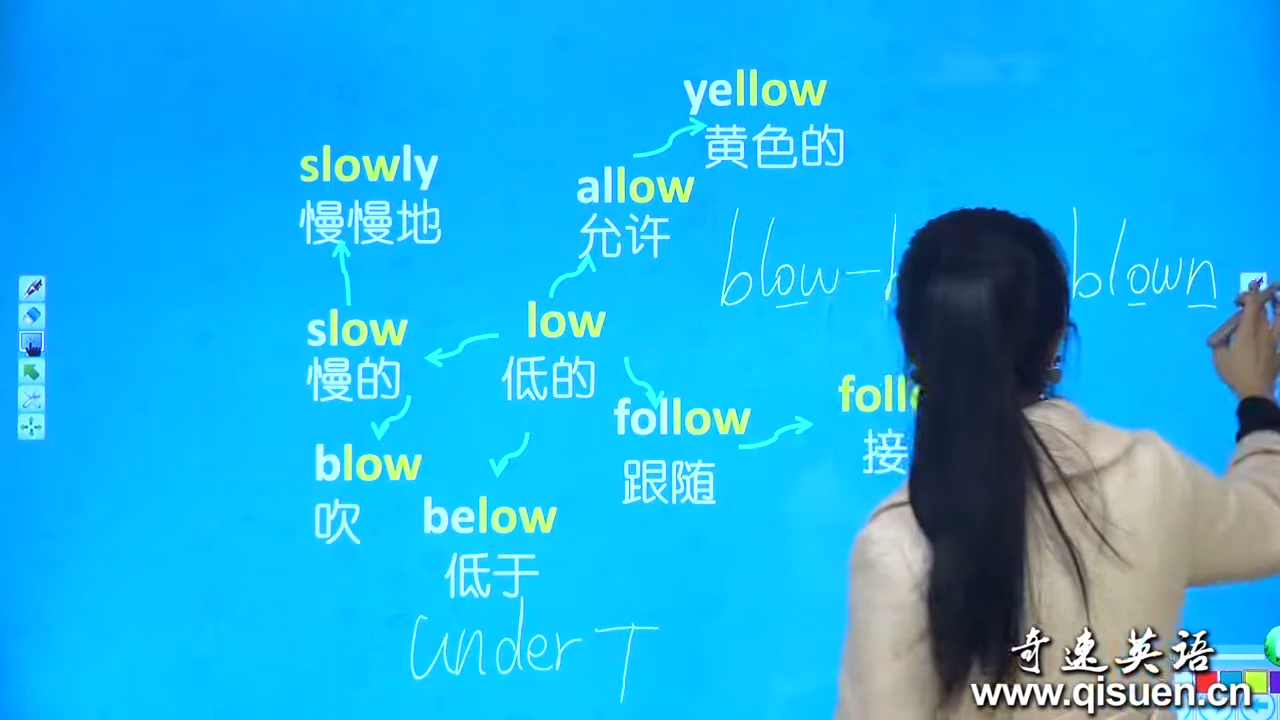 yellow
黄色的
slowly
慢慢地
allow
允许
blow-
blown
slow
慢的
low
低的
follow
跟随
接
blow
吹
below
低于
under T
奇速英语
www.qisuen.cn